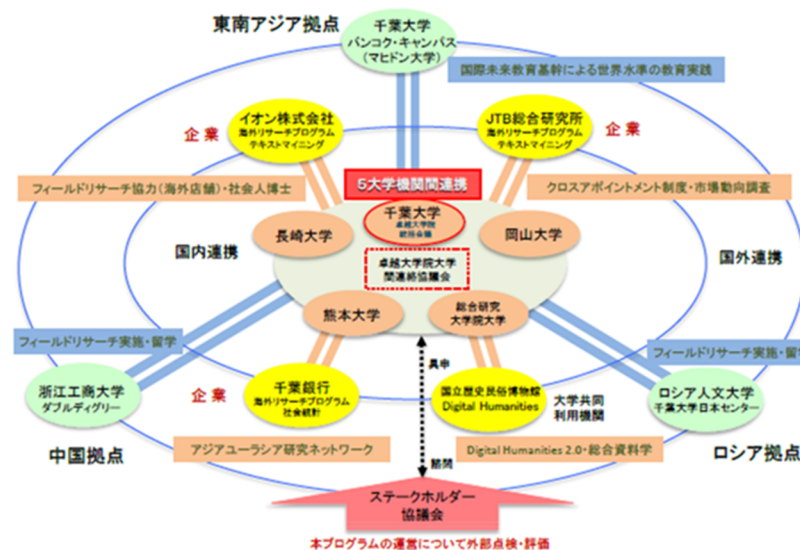 東南アジア拠点
千葉大学
バンコク・キャンパス
(マヒドン大学)
国際未来教育基幹による世界水準の教育実践
企業
イオン株式会社
海外リサーチプログラム
テキストマイニング
JTB総合研究所
海外リサーチプログラム
テキストマイニング
企業
フィールドリサーチ協力(海外店舗)・社会人博士
5大学機関間連携
クロスアポイントメント制度・市場動向調査
千葉大学
卓越大学院
統括会議
長崎大学
岡山大学
国内連携
卓越大学院大学
間連絡協議会
国外連携
熊本大学
総合研究
大学院大学
フィールドリサーチ実施・留学
フィールドリサーチ実施・留学
具申
浙江工商大学
ダブルディグリー
企業
千葉銀行
海外リサーチプログラム
社会統計
国立歴史民俗博物館
Digital Humanities
大学共同
利用機関
ロシア人文大学
千葉大学日本センター
中国拠点
アジアユーラシア研究ネットワーク
Digital Humanities 2.0・総合資料学
ロシア拠点
諮問
ステークホルダー
協議会
本プログラムの運営について外部点検・評価